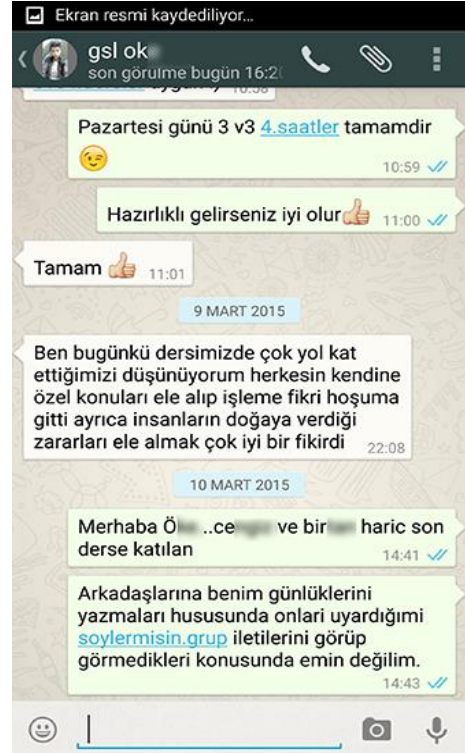 Ekran resmi kaydediliyor...
gsl ok
son görülme bugün 16:2
10:58
Pazartesi günü 3 v3 4.saatler tamamdir
10:59
Hazırlıklı gelirseniz iyi olur
11:00
Tamam
11:01
9 MART 2015
Ben bugünkü dersimizde çok yol kat
ettiğimizi düşünüyorum herkesin kendine
özel konuları ele alıp işleme fikri hoşuma
gitti ayrıca insanların doğaya verdiği
zararları ele almak çok iyi bir fikirdi
22:08
10 MART 2015
Merhaba Ö ..ce ve bir haric son
derse katılan
14:41
Arkadaşlarına benim günlüklerini
yazmaları hususunda onlari uyardığımi
soylermisin.grup iletilerini görüp
görmedikleri konusunda emin değilim.
14:43